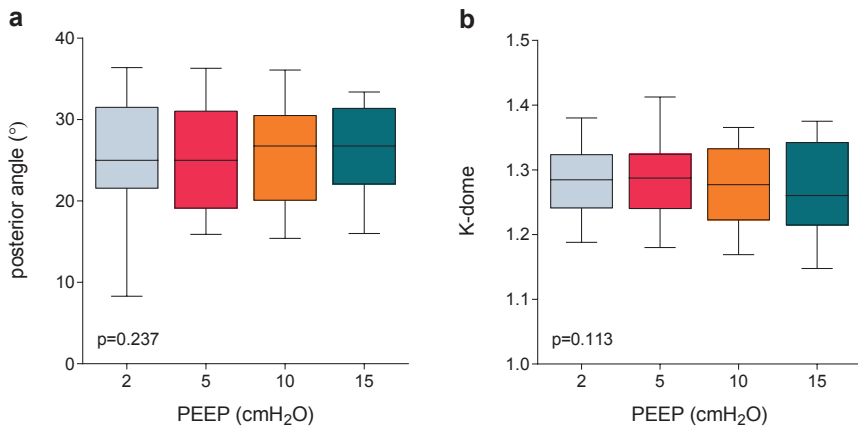 a
40
30
20
10
0
posterior angle (°)
p=0.237
2 5 10 15
PEEP (cmH₂O)
b
1.5
1.4
1.3
1.2
1.1
1.0
K-dome
p=0.113
2 5 10 15
PEEP (cmH₂O)